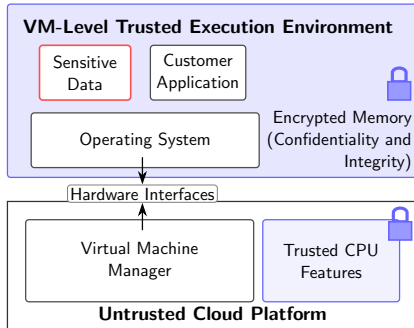 VM-Level Trusted Execution Environment
Sensitive
Data
Customer
Application
Operating System
Encrypted Memory
(Confidentiality and
Integrity)
Hardware Interfaces
Virtual Machine
Manager
Trusted CPU
Features
Untrusted Cloud Platform